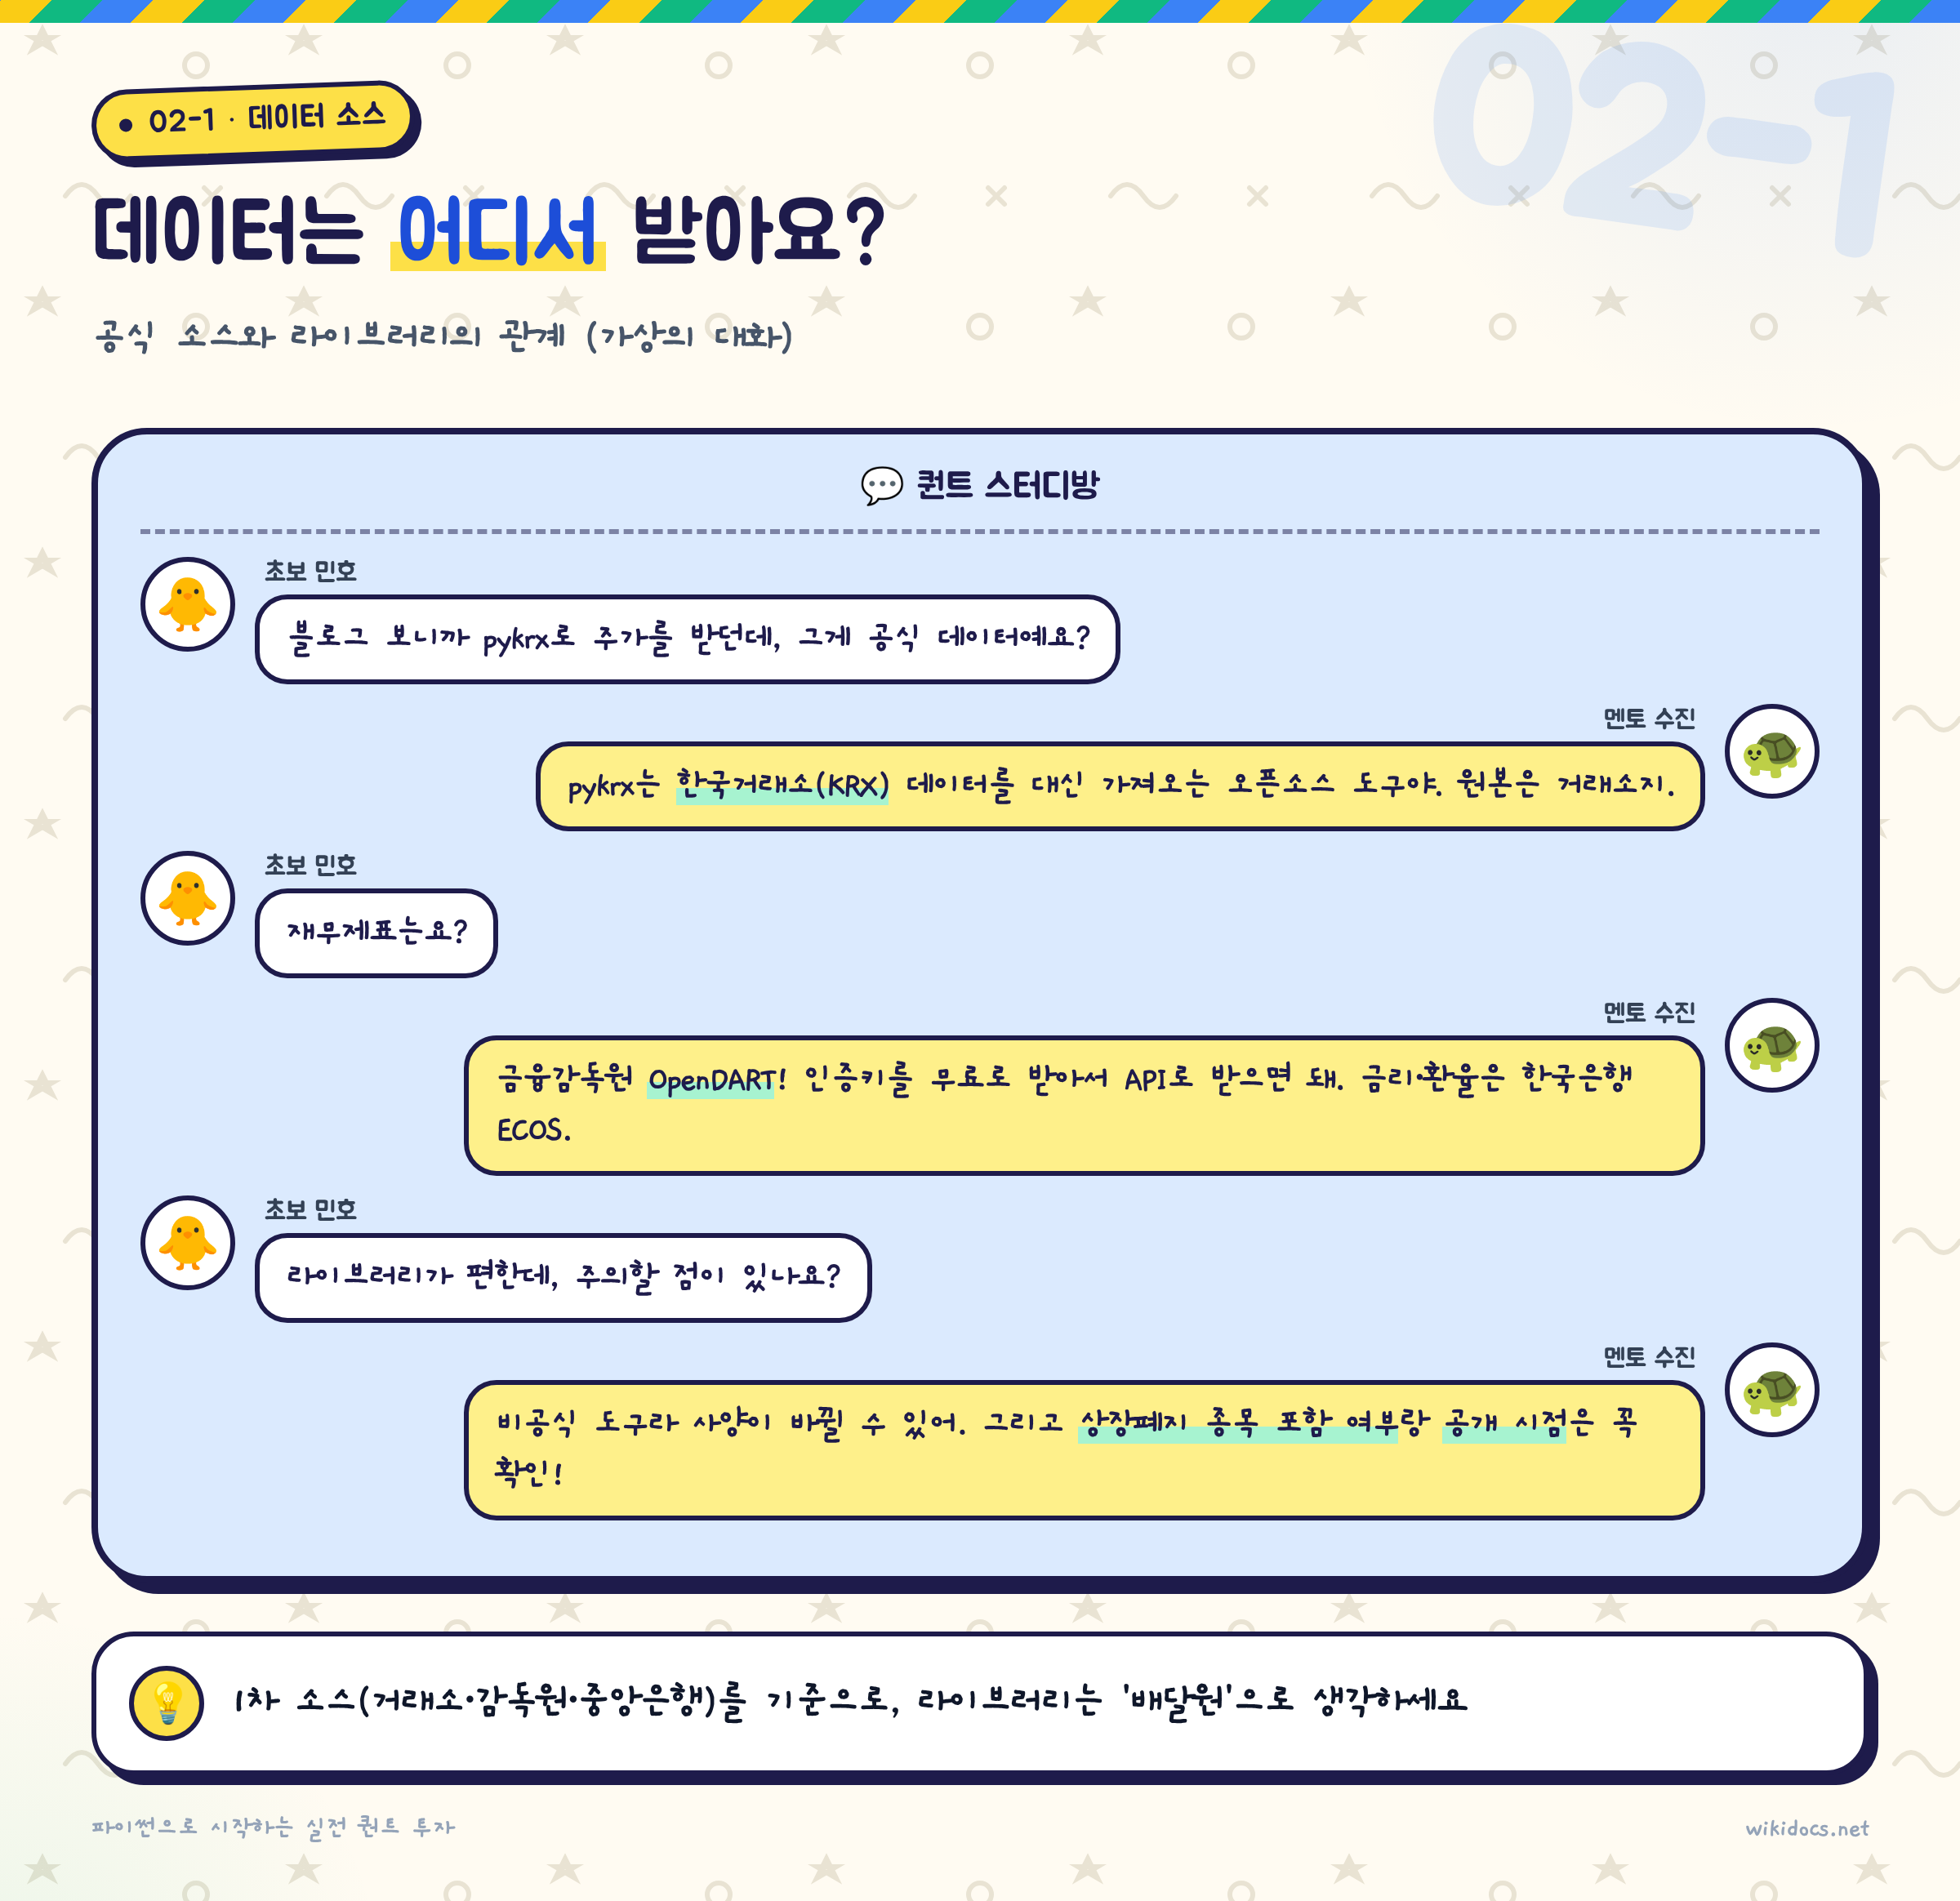 02-1
02-1 · 데이터 소스
데이터는 어디서 받아요?
공식 소스와 라이브러리의 관계 (가상의 대화)
💬 퀀트 스터디방
초보 민호
블로그 보니까 pykrx로 주가를 받던데, 그게 공식 데이터예요?
멘토 수진
pykrx는 한국거래소(KRX) 데이터를 대신 가져오는 오픈소스 도구야. 원본은 거래소지.
초보 민호
재무제표는요?
멘토 수진
금융감독원 OpenDART! 인증키를 무료로 받아서 API로 받으면 돼. 금리·환율은 한국은행
ECOS.
초보 민호
라이브러리가 편한데, 주의할 점이 있나요?
멘토 수진
비공식 도구라 사양이 바뀔 수 있어. 그리고 상장폐지 종목 포함 여부랑 공개 시점은 꼭
확인!
1차 소스(거래소·감독원·중앙은행)를 기준으로, 라이브러리는 '배달원'으로 생각하세요
파이썬으로 시작하는 실전 퀀트 투자
wikidocs.net